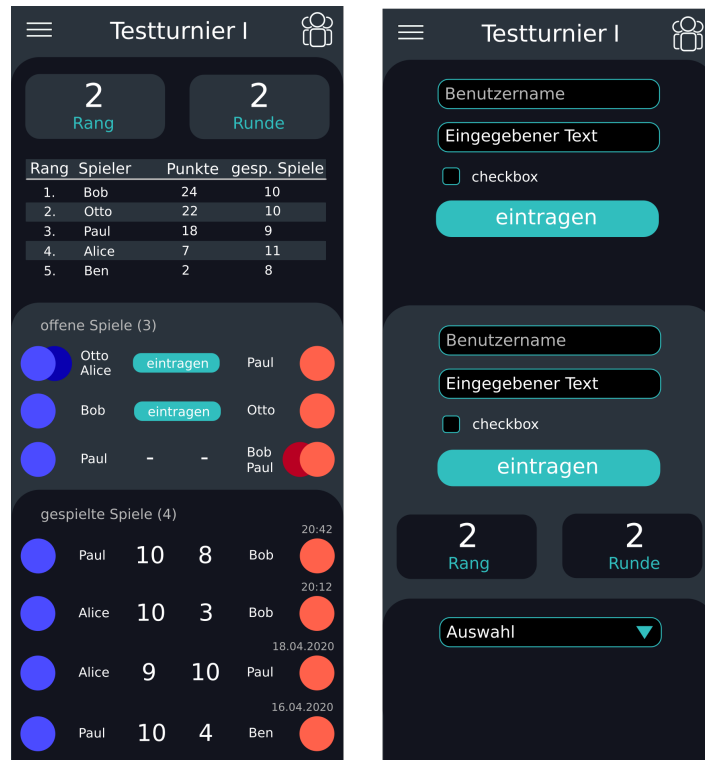 Testturnier I
2
Rang
2
Runde
Rang Spieler Punkte gesp. Spiele
1. Bob 24 10
2. Otto 22 10
3. Paul 18 9
4. Alice 7 11
5. Ben 2 8
offene Spiele (3)
Otto
Alice
eintragen
Paul
Bob eintragen Otto
Paul - - Bob
Paul
gespielte Spiele (4)
20:42
Paul 10 8 Bob
20:12
Alice 10 3 Bob
18.04.2020
Alice 9 10 Paul
16.04.2020
Paul 10 4 Ben
Testturnier I
Benutzername
Eingegebener Text
checkbox
eintragen
Benutzername
Eingegebener Text
checkbox
eintragen
2
Rang
2
Runde
Auswahl